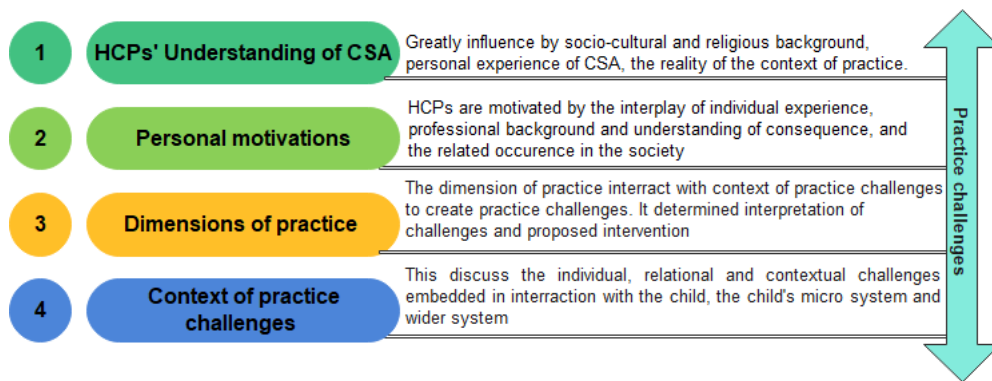 1
HCPs' Understanding of CSA
Greatly influence by socio-cultural and religious background,
personal experience of CSA, the reality of the context of practice.
2
Personal motivations
HCPs are motivated by the interplay of individual experience,
professional background and understanding of consequence, and
the related occurence in the society
3
Dimensions of practice
The dimension of practice interract with context of practice challenges
to create practice challenges. It determined interpretation of
challenges and proposed intervention
4
Context of practice
challenges
This discuss the individual, relational and contextual challenges
embedded in interraction with the child, the child's micro system and
wider system
Practice challenges